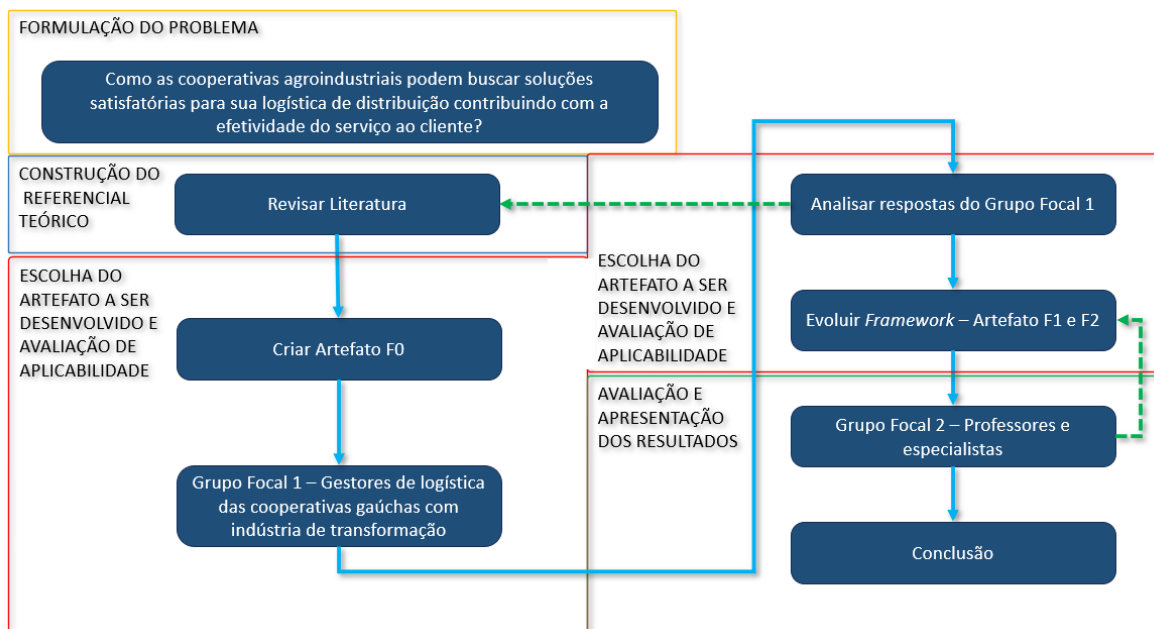 FORMULAÇÃO DO PROBLEMA
Como as cooperativas agroindustriais podem buscar soluções
satisfatórias para sua logística de distribuição contribuindo com a
efetividade do serviço ao cliente?
CONSTRUÇÃO DO
REFERENCIAL
TEÓRICO
Revisar Literatura
ESCOLHA DO
ARTEFATO A SER
DESENVOLVIDO E
AVALIAÇÃO DE
APLICABILIDADE
Criar Artefato F0
Grupo Focal 1 – Gestores de logística
das cooperativas gaúchas com
indústria de transformação
Analisar respostas do Grupo Focal 1
ESCOLHA DO
ARTEFATO A SER
DESENVOLVIDO E
AVALIAÇÃO DE
APLICABILIDADE
Evoluir Framework – Artefato F1 e F2
AVALIAÇÃO E
APRESENTAÇÃO
DOS RESULTADOS
Grupo Focal 2 – Professores e
especialistas
Conclusão